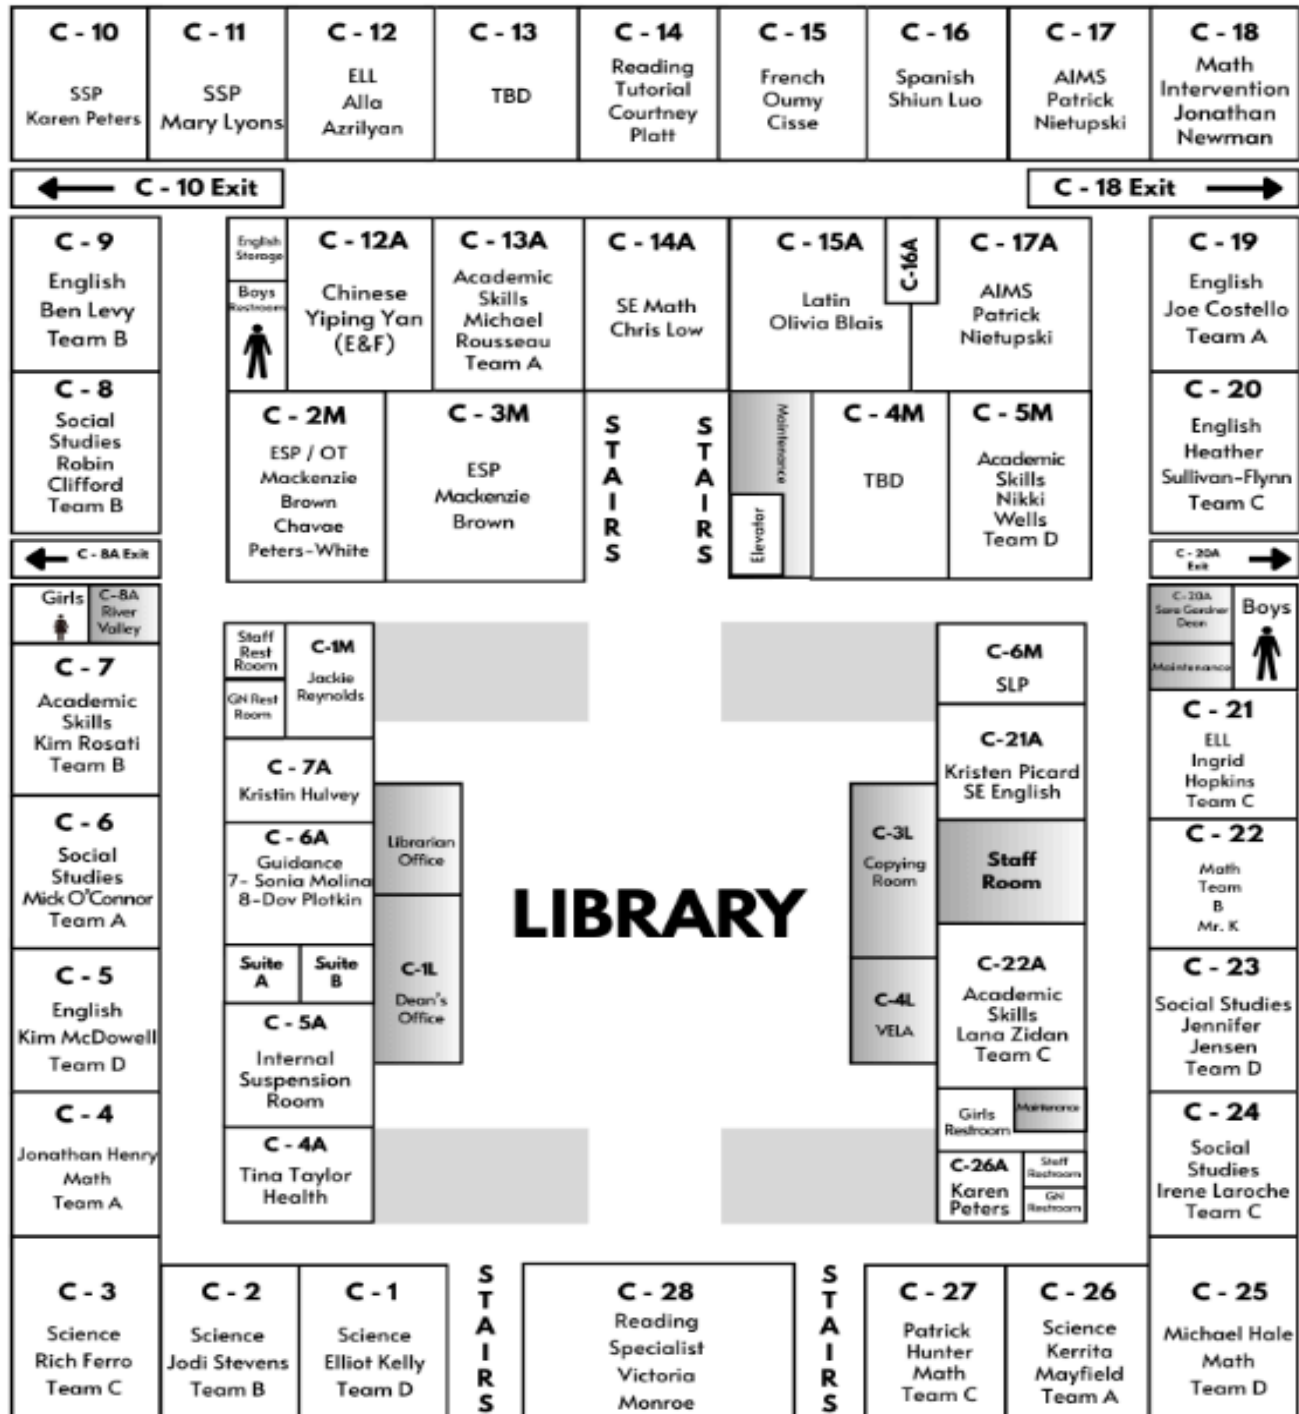 C - 10
SSP
Karen Peters
C - 11
SSP
Mary Lyons
C - 12
ELL
Alla
Azrilyan
C - 13
TBD
C - 14
Reading
Tutorial
Courtney
Platt
C - 15
French
Oumy
Cisse
C - 16
Spanish
Shiun Luo
C - 17
AIMS
Patrick
Nietupski
C - 18
Math
Intervention
Jonathan
Newman
C - 10 Exit
C - 18 Exit
C - 9
English
Ben Levy
Team B
English
Storage
Boys
Restroom
C - 12A
Chinese
Yiping Yan
(E&F)
C - 13A
Academic
Skills
Michael
Rousseau
Team A
C - 14A
SE Math
Chris Low
C - 15A
Latin
Olivia Blais
C-16A
C - 17A
AIMS
Patrick
Nietupski
C - 19
English
Joe Costello
Team A
C - 8
Social
Studies
Robin
Clifford
Team B
C - 2M
ESP / OT
Mackenzie
Brown
Chavae
Peters-White
C - 3M
ESP
Mackenzie
Brown
STAIRS
STAIRS
Maintenance
Elevator
C - 4M
TBD
C - 5M
Academic
Skills
Nikki
Wells
Team D
C - 20
English
Heather
Sullivan-Flynn
Team C
C - 8A Exit
C - 20A
Exit
Girls
C-8A
River
Valley
C-20A
Sara Gardner
Dean
Maintenance
Boys
C - 7
Academic
Skills
Kim Rosati
Team B
Staff
Rest
Room
GN Rest
Room
C-1M
Jackie
Reynolds
C-6M
SLP
C - 21
ELL
Ingrid
Hopkins
Team C
C - 7A
Kristin Hulvey
C-21A
Kristen Picard
SE English
C - 6
Social
Studies
Mick O'Connor
Team A
C - 6A
Guidance
7- Sonia Molina
8-Dov Plotkin
Librarian
Office
LIBRARY
C-3L
Copying
Room
Staff
Room
C - 22
Math
Team
B
Mr. K
C - 5
English
Kim McDowell
Team D
Suite
A
Suite
B
C-1L
Dean's
Office
C-4L
VELA
C-22A
Academic
Skills
Lana Zidan
Team C
C - 23
Social Studies
Jennifer
Jensen
Team D
C - 5A
Internal
Suspension
Room
C - 4
Jonathan Henry
Math
Team A
C - 4A
Tina Taylor
Health
Girls
Restroom
Maintenance
C-26A
Karen
Peters
Staff
Restroom
GN
Restroom
C - 24
Social
Studies
Irene Laroche
Team C
C - 3
Science
Rich Ferro
Team C
C - 2
Science
Jodi Stevens
Team B
C - 1
Science
Elliot Kelly
Team D
STAIRS
C - 28
Reading
Specialist
Victoria
Monroe
STAIRS
C - 27
Patrick
Hunter
Math
Team C
C - 26
Science
Kerrita
Mayfield
Team A
C - 25
Michael Hale
Math
Team D